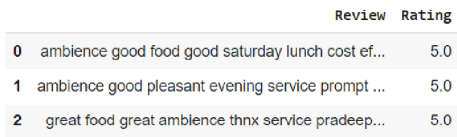 Review Rating
0 ambience good food good saturday lunch cost ef... 5.0
1 ambience good pleasant evening service prompt ... 5.0
2 great food great ambience thnx service pradeep... 5.0